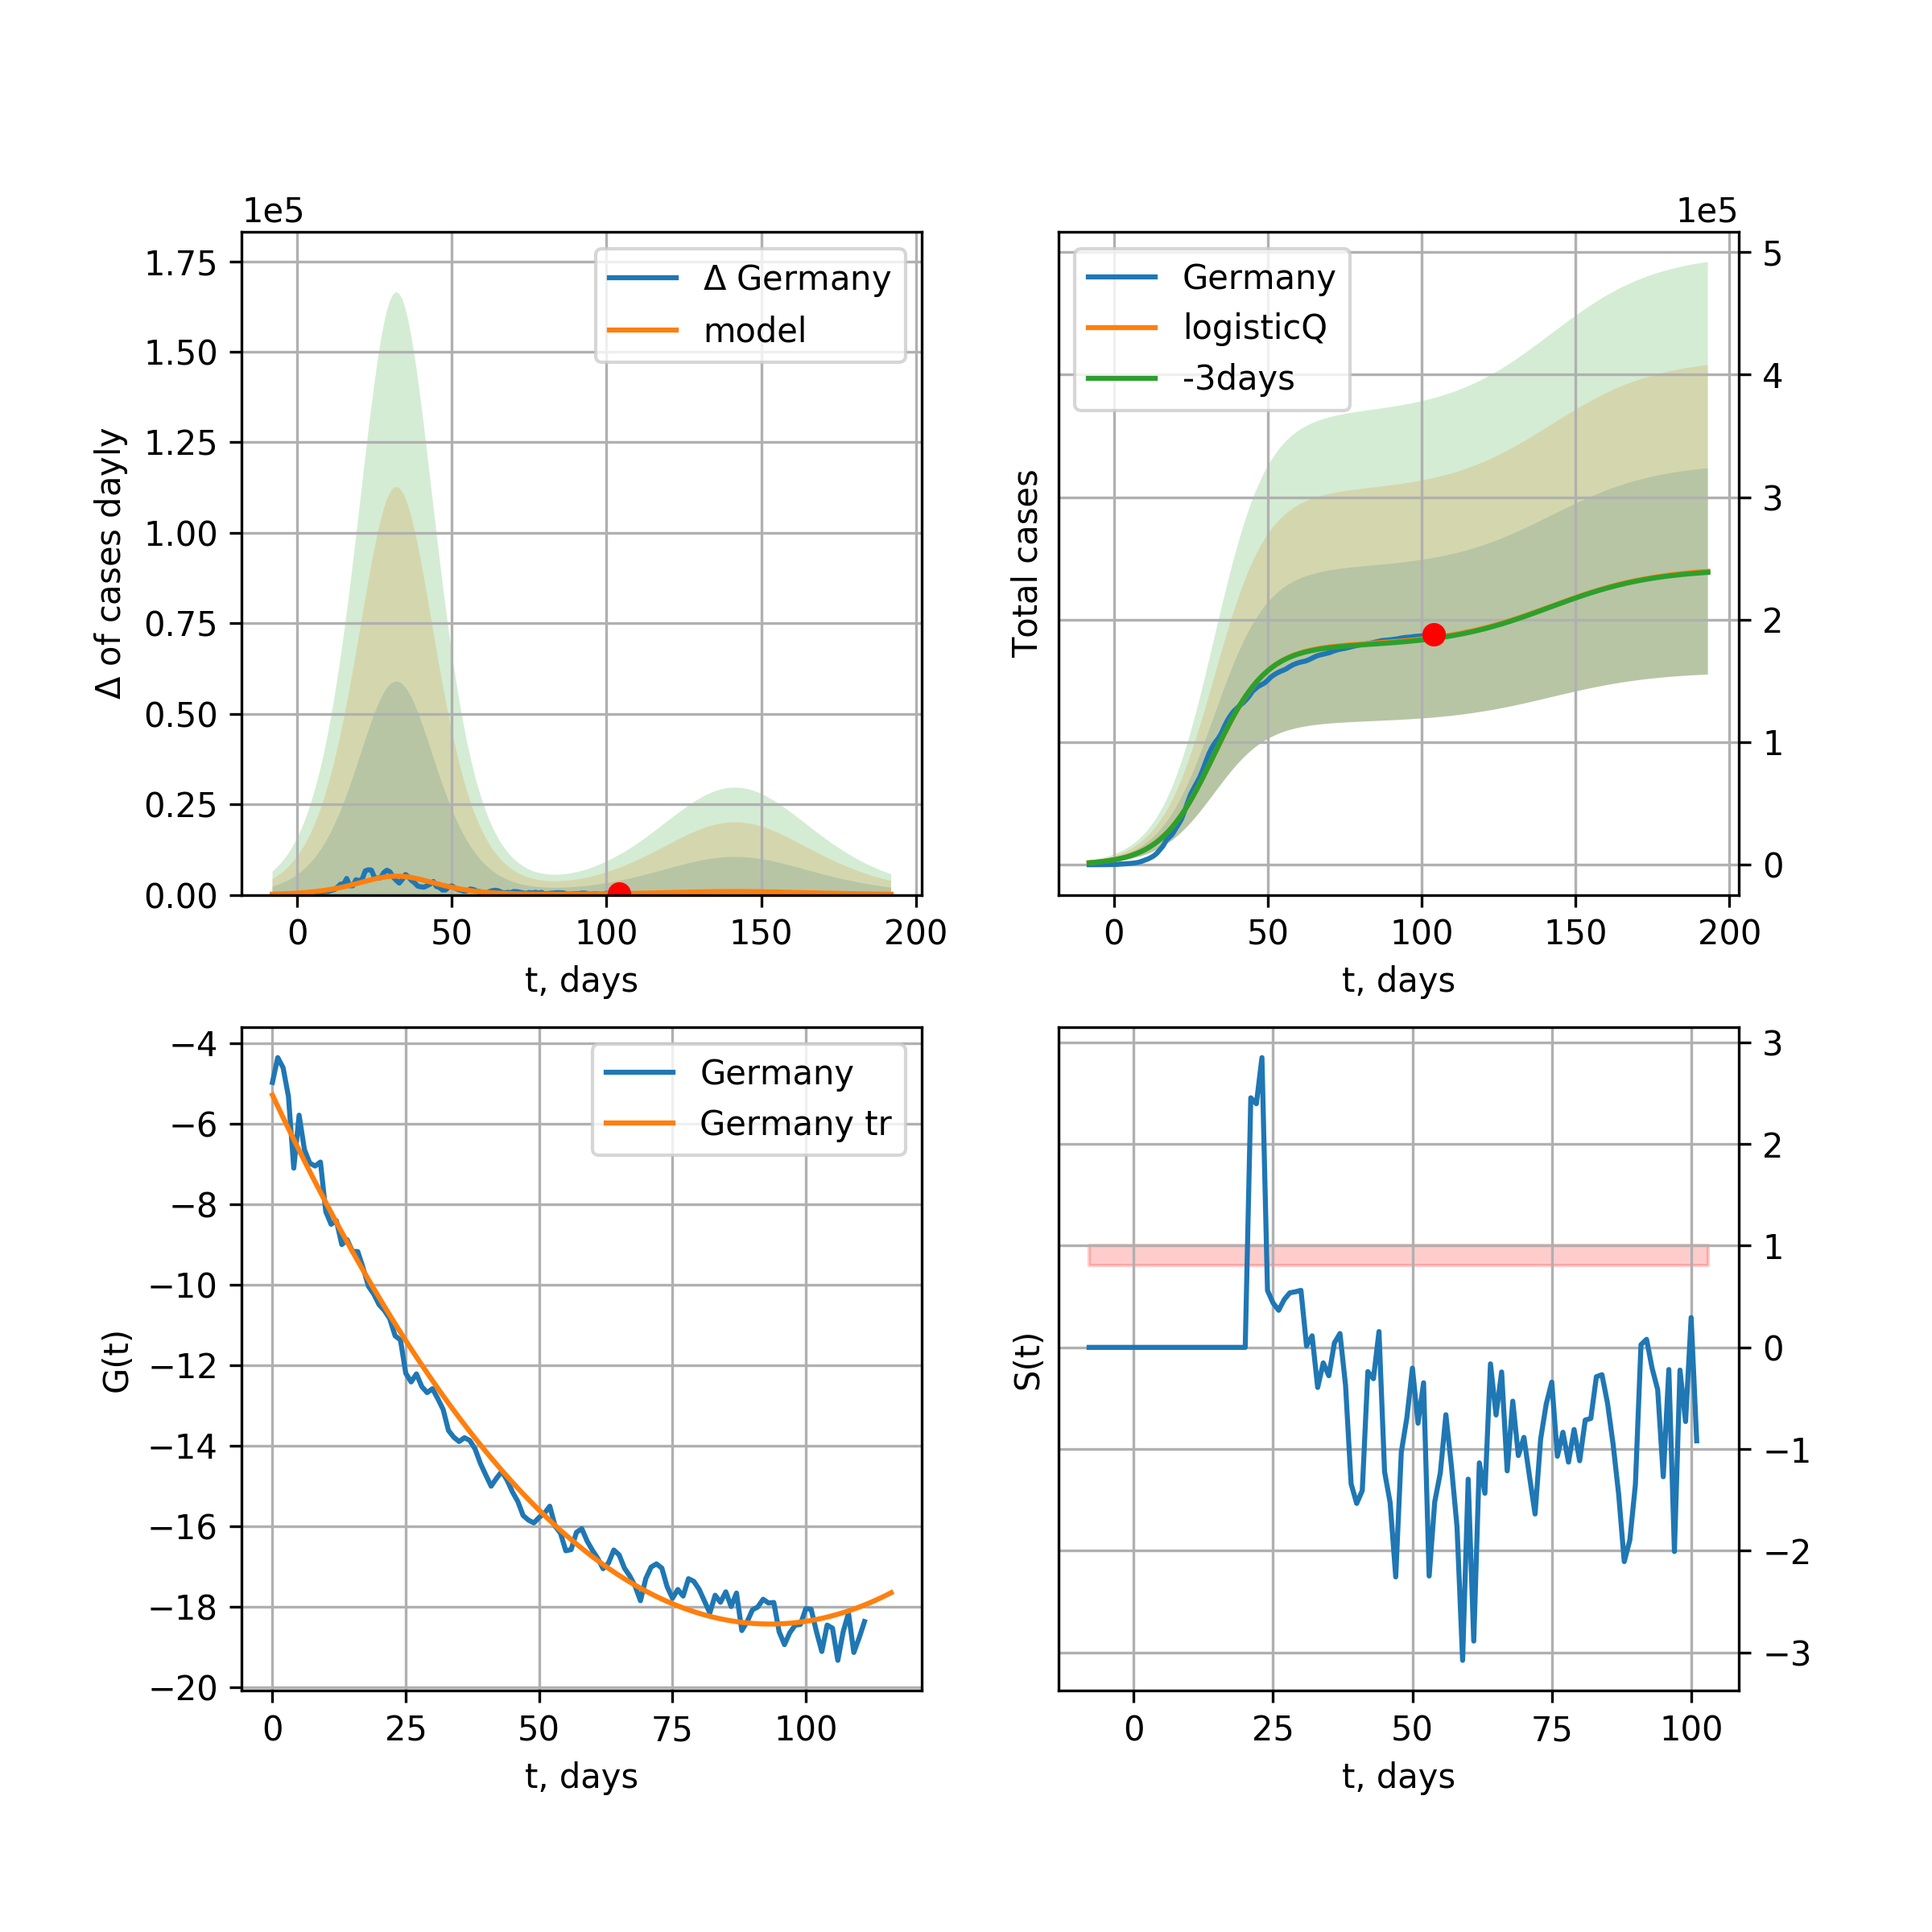 1e5
Δ of cases dayly
1.75
1.50
1.25
1.00
0.75
0.50
0.25
0.00
Δ Germany
model
0 50 100 150 200
t, days
1e5
Total cases
Germany
logisticQ
-3days
5
4
3
2
1
0
0 50 100 150 200
t, days
G(t)
−4
−6
−8
−10
−12
−14
−16
−18
−20
Germany
Germany tr
0 25 50 75 100
t, days
S(t)
3
2
1
0
−1
−2
−3
0 25 50 75 100
t, days